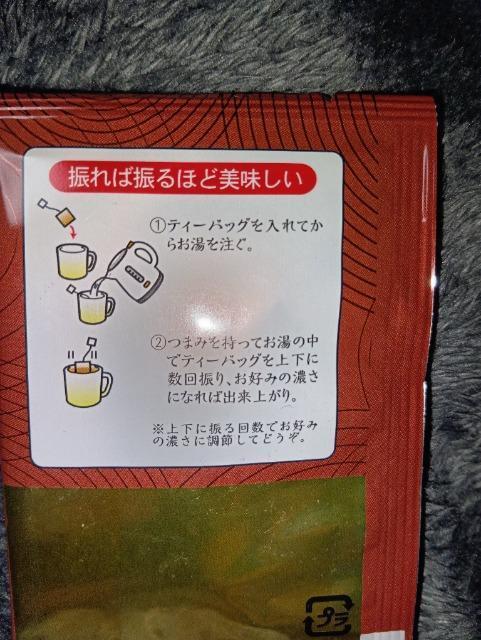 振れば振るほど美味しい
①ティーバッグを入れてか
らお湯を注ぐ。
②つまみを持ってお湯の中
でティーバッグを上下に
数回振り、お好みの濃さ
になれば出来上がり。
※上下に振る回数でお好み
の濃さに調節してどうぞ。
プラ